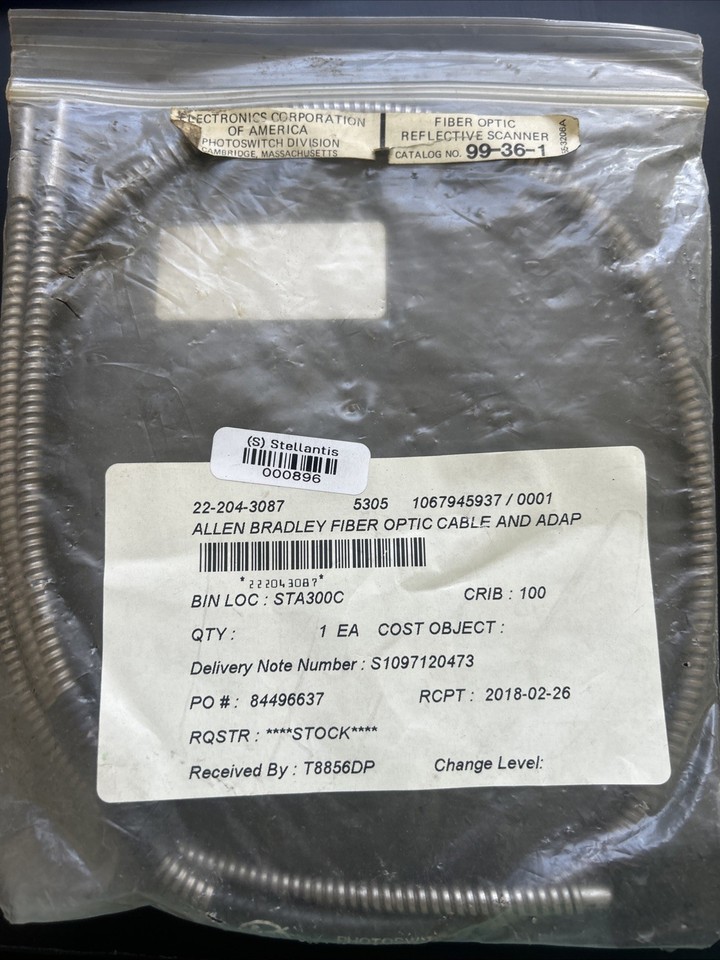 ELECTRONICS CORPORATION
OF AMERICA
PHOTOSWITCH DIVISION
CAMBRIDGE, MASSACHUSETTS
FIBER OPTIC
REFLECTIVE SCANNER
CATALOG NO. 99-36-1
(S) Stellantis
000896
22-204-3087 5305 1067945937 / 0001
ALLEN BRADLEY FIBER OPTIC CABLE AND ADAP
*222043087*
BIN LOC : STA300C CRIB : 100
QTY : 1 EA COST OBJECT :
Delivery Note Number : S1097120473
PO # : 84496637 RCPT : 2018-02-26
RQSTR : ****STOCK****
Received By : T8856DP Change Level: